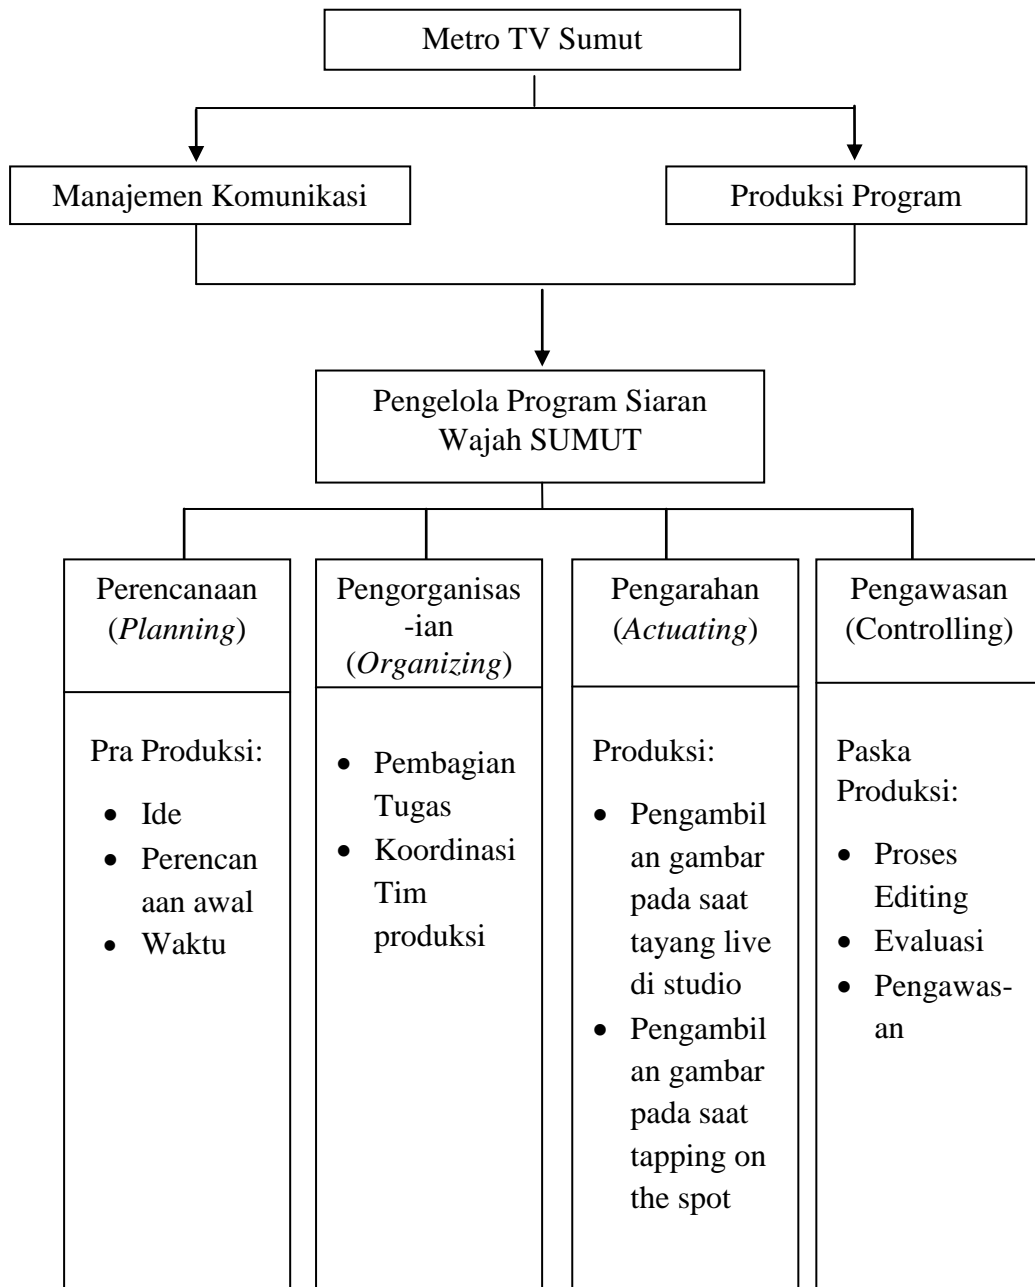 Metro TV Sumut
Manajemen Komunikasi
Produksi Program
Pengelola Program Siaran
Wajah SUMUT
Perencanaan
(Planning)
Pra Produksi:
• Ide
• Perencan
aan awal
• Waktu
Pengorganisas
-ian
(Organizing)
• Pembagian
Tugas
• Koordinasi
Tim
produksi
Pengarahan
(Actuating)
Produksi:
• Pengambil
an gambar
pada saat
tayang live
di studio
• Pengambil
an gambar
pada saat
tapping on
the spot
Pengawasan
(Controlling)
Paska
Produksi:
• Proses
Editing
• Evaluasi
• Pengawas-
an